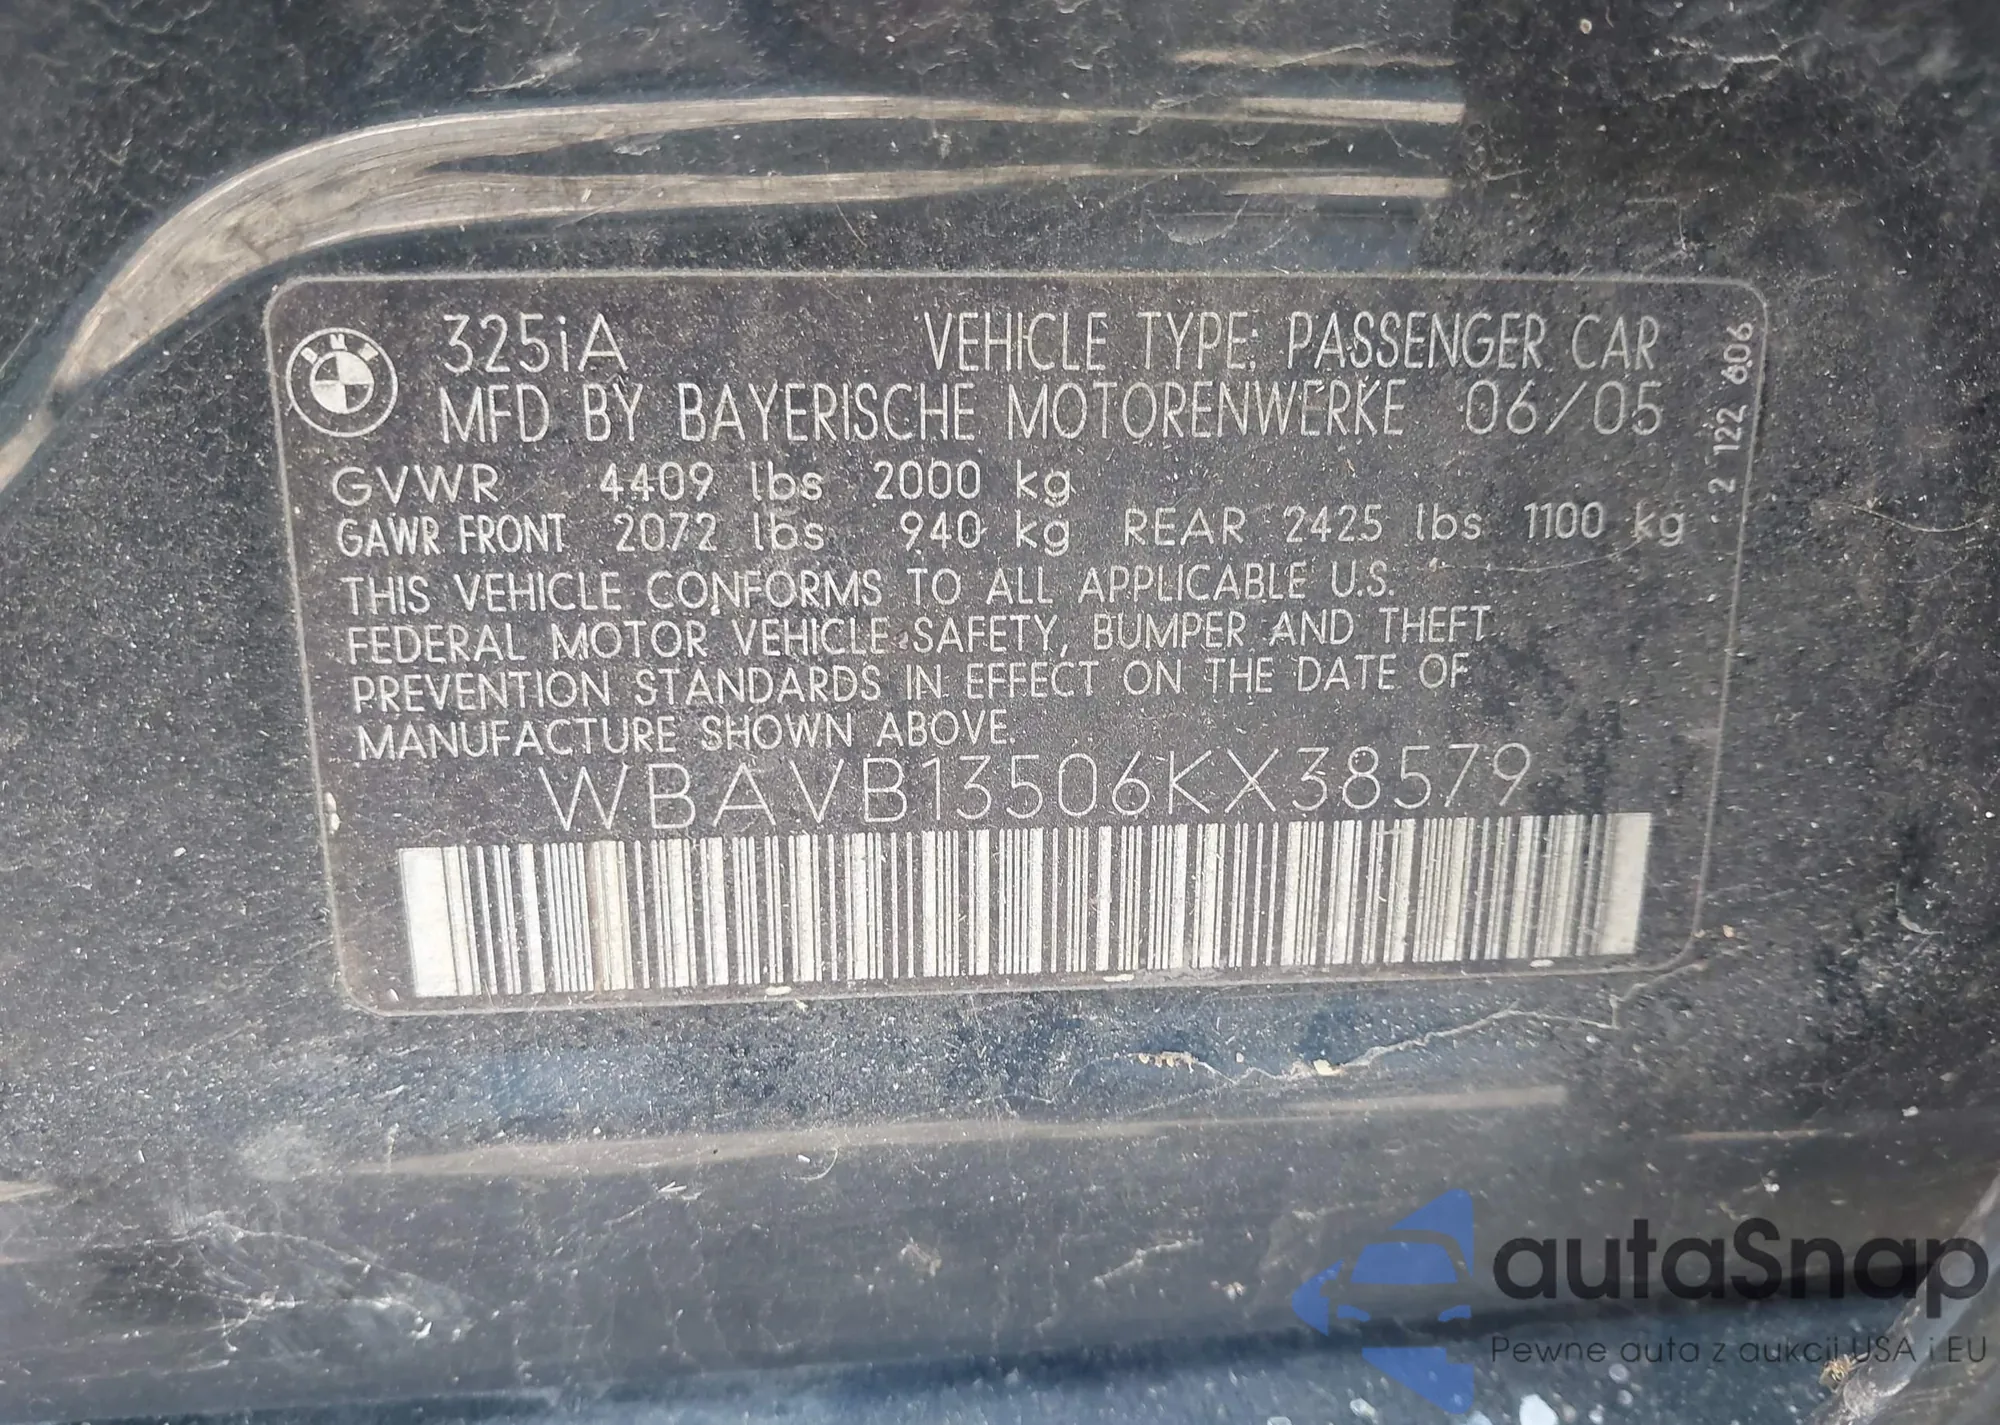 BMW
325iA VEHICLE TYPE: PASSENGER CAR
MFD BY BAYERISCHE MOTORENWERKE 06/05
GVWR 4409 lbs 2000 kg
GAWR FRONT 2072 lbs 940 kg REAR 2425 lbs 1100 kg
THIS VEHICLE CONFORMS TO ALL APPLICABLE U.S.
FEDERAL MOTOR VEHICLE SAFETY, BUMPER AND THEFT
PREVENTION STANDARDS IN EFFECT ON THE DATE OF
MANUFACTURE SHOWN ABOVE.
WBAVB13506KX38579
2 122 606
autaSnap
Pewne auta z aukcji USA i EU